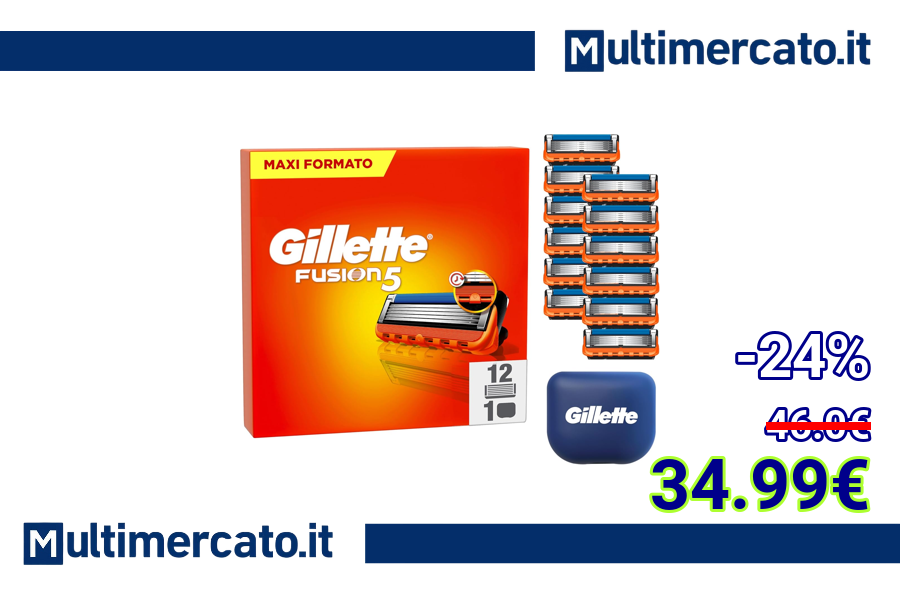 Multimercato.it
MAXI FORMATO
Gillette®
FUSION5
12
1
Gillette
-24%
46.0€
34.99€
Multimercato.it